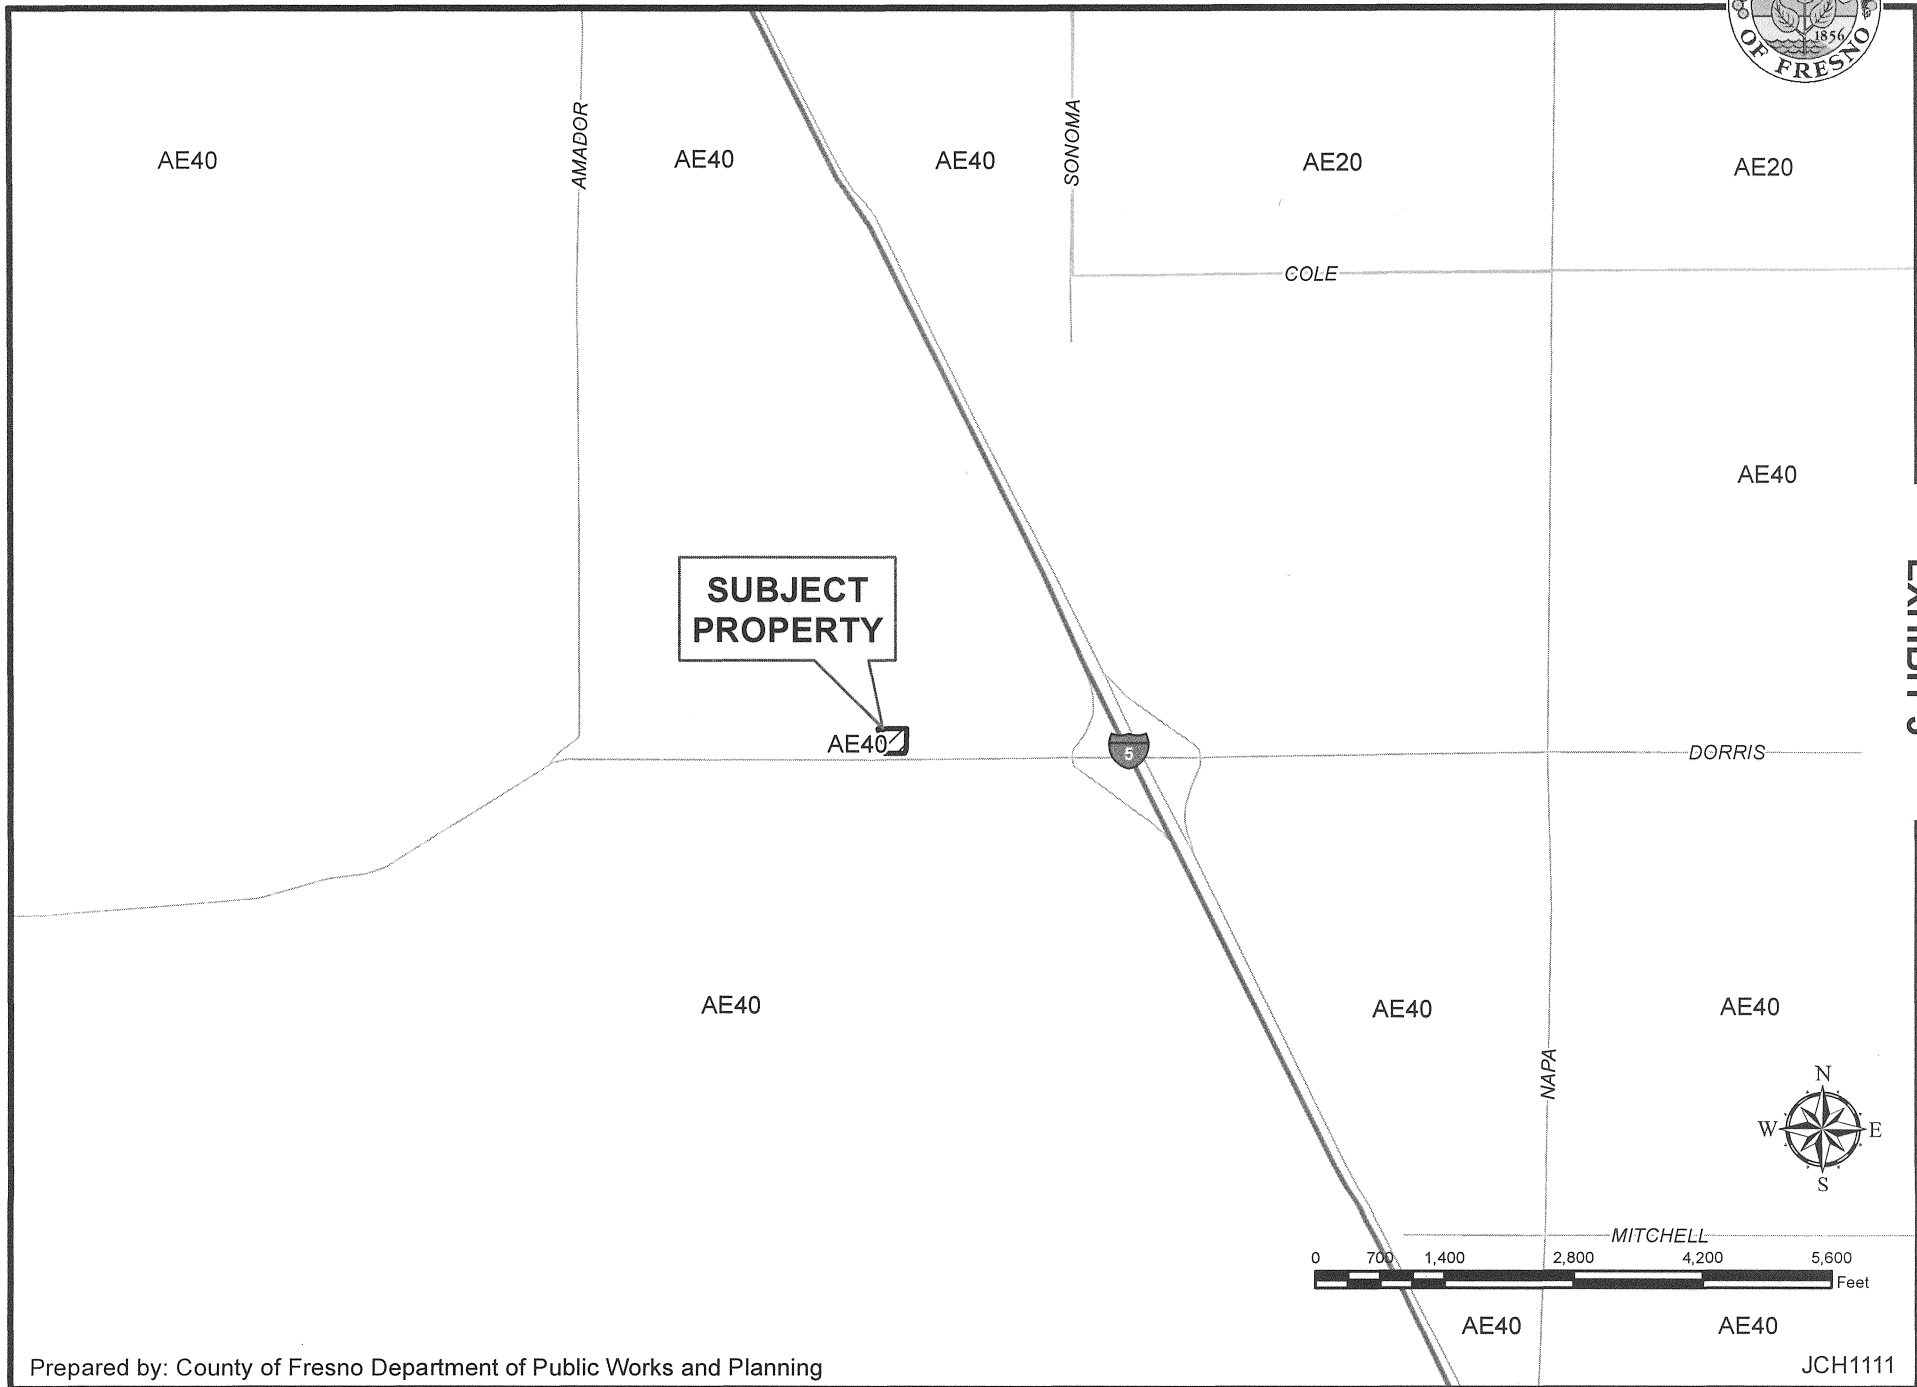 1856
OF FRESNO
AMADOR
SONOMA
AE40
AE40
AE40
AE20
AE20
COLE
AE40
SUBJECT
PROPERTY
AE40
5
DORRIS
AE40
AE40
AE40
NAPA
N
W
E
S
MITCHELL
0 700 1,400 2,800 4,200 5,600
Feet
AE40
AE40
Prepared by: County of Fresno Department of Public Works and Planning
JCH1111